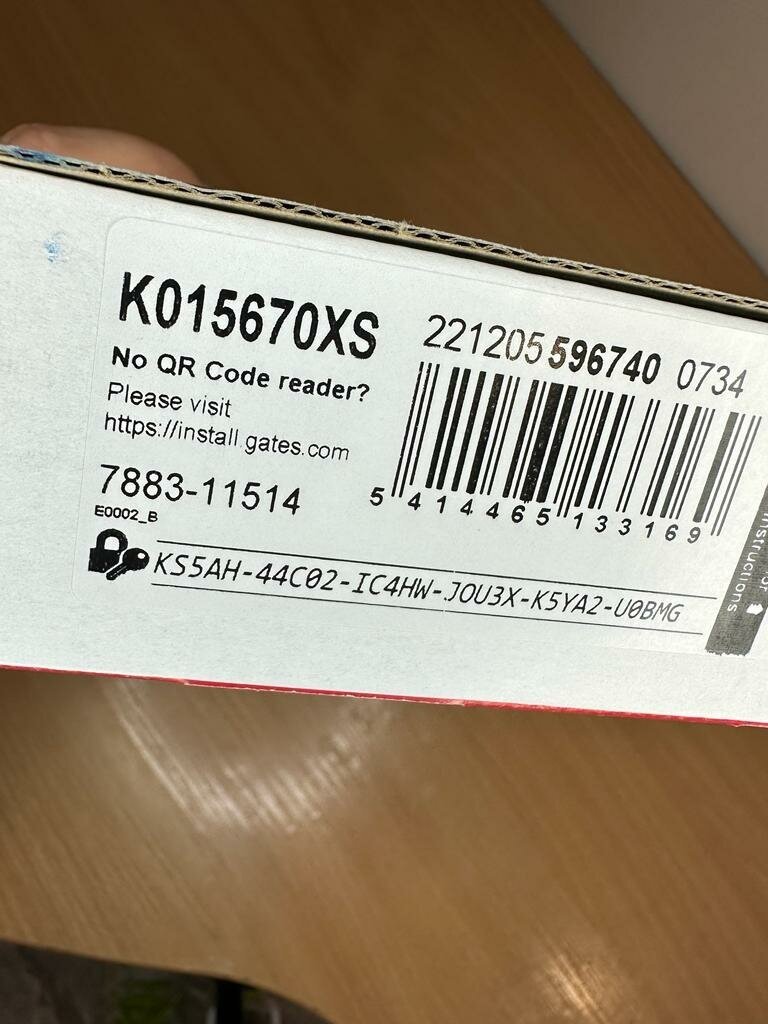 K015670XS
221205 596740 0734
No QR Code reader?
Please visit
https://install.gates.com
7883-11514
E0002_B
5 414465 133169
KS5AH-44C02-IC4HW-JOU3X-K5YA2-U0BMG
instructions